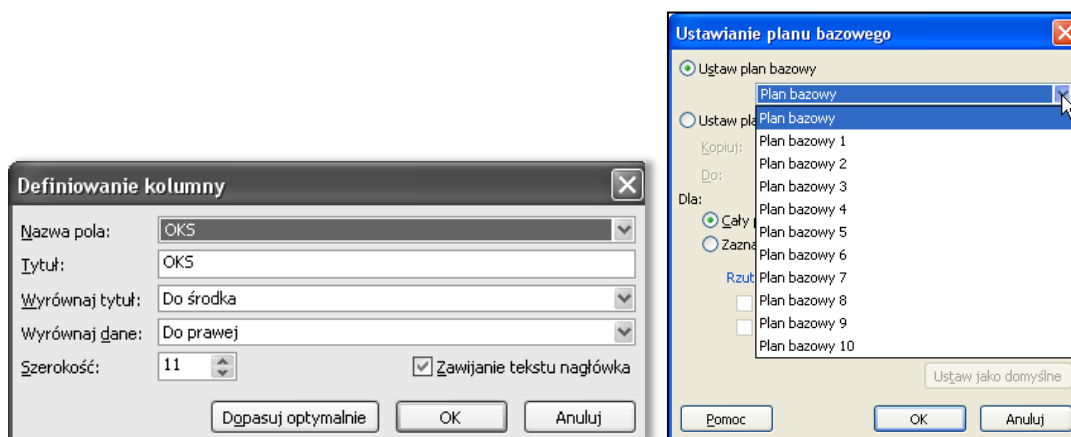 Definiowanie kolumny
Nazwa pola: OKS
Tytuł: OKS
Wyrównaj tytuł: Do środka
Wyrównaj dane: Do prawej
Szerokość: 11 Zawijanie tekstu nagłówka
Dopasuj optymalnie OK Anuluj
Ustawianie planu bazowego
Ustaw plan bazowy
Plan bazowy
Ustaw Plan bazowy
Plan bazowy 1
Kopiuj: Plan bazowy 2
Do: Plan bazowy 3
Dla: Plan bazowy 4
Cały Plan bazowy 5
Plan bazowy 6
Plan bazowy 7
Plan bazowy 8
Plan bazowy 9
Plan bazowy 10
Ustaw jako domyślne
Pomoc OK Anuluj